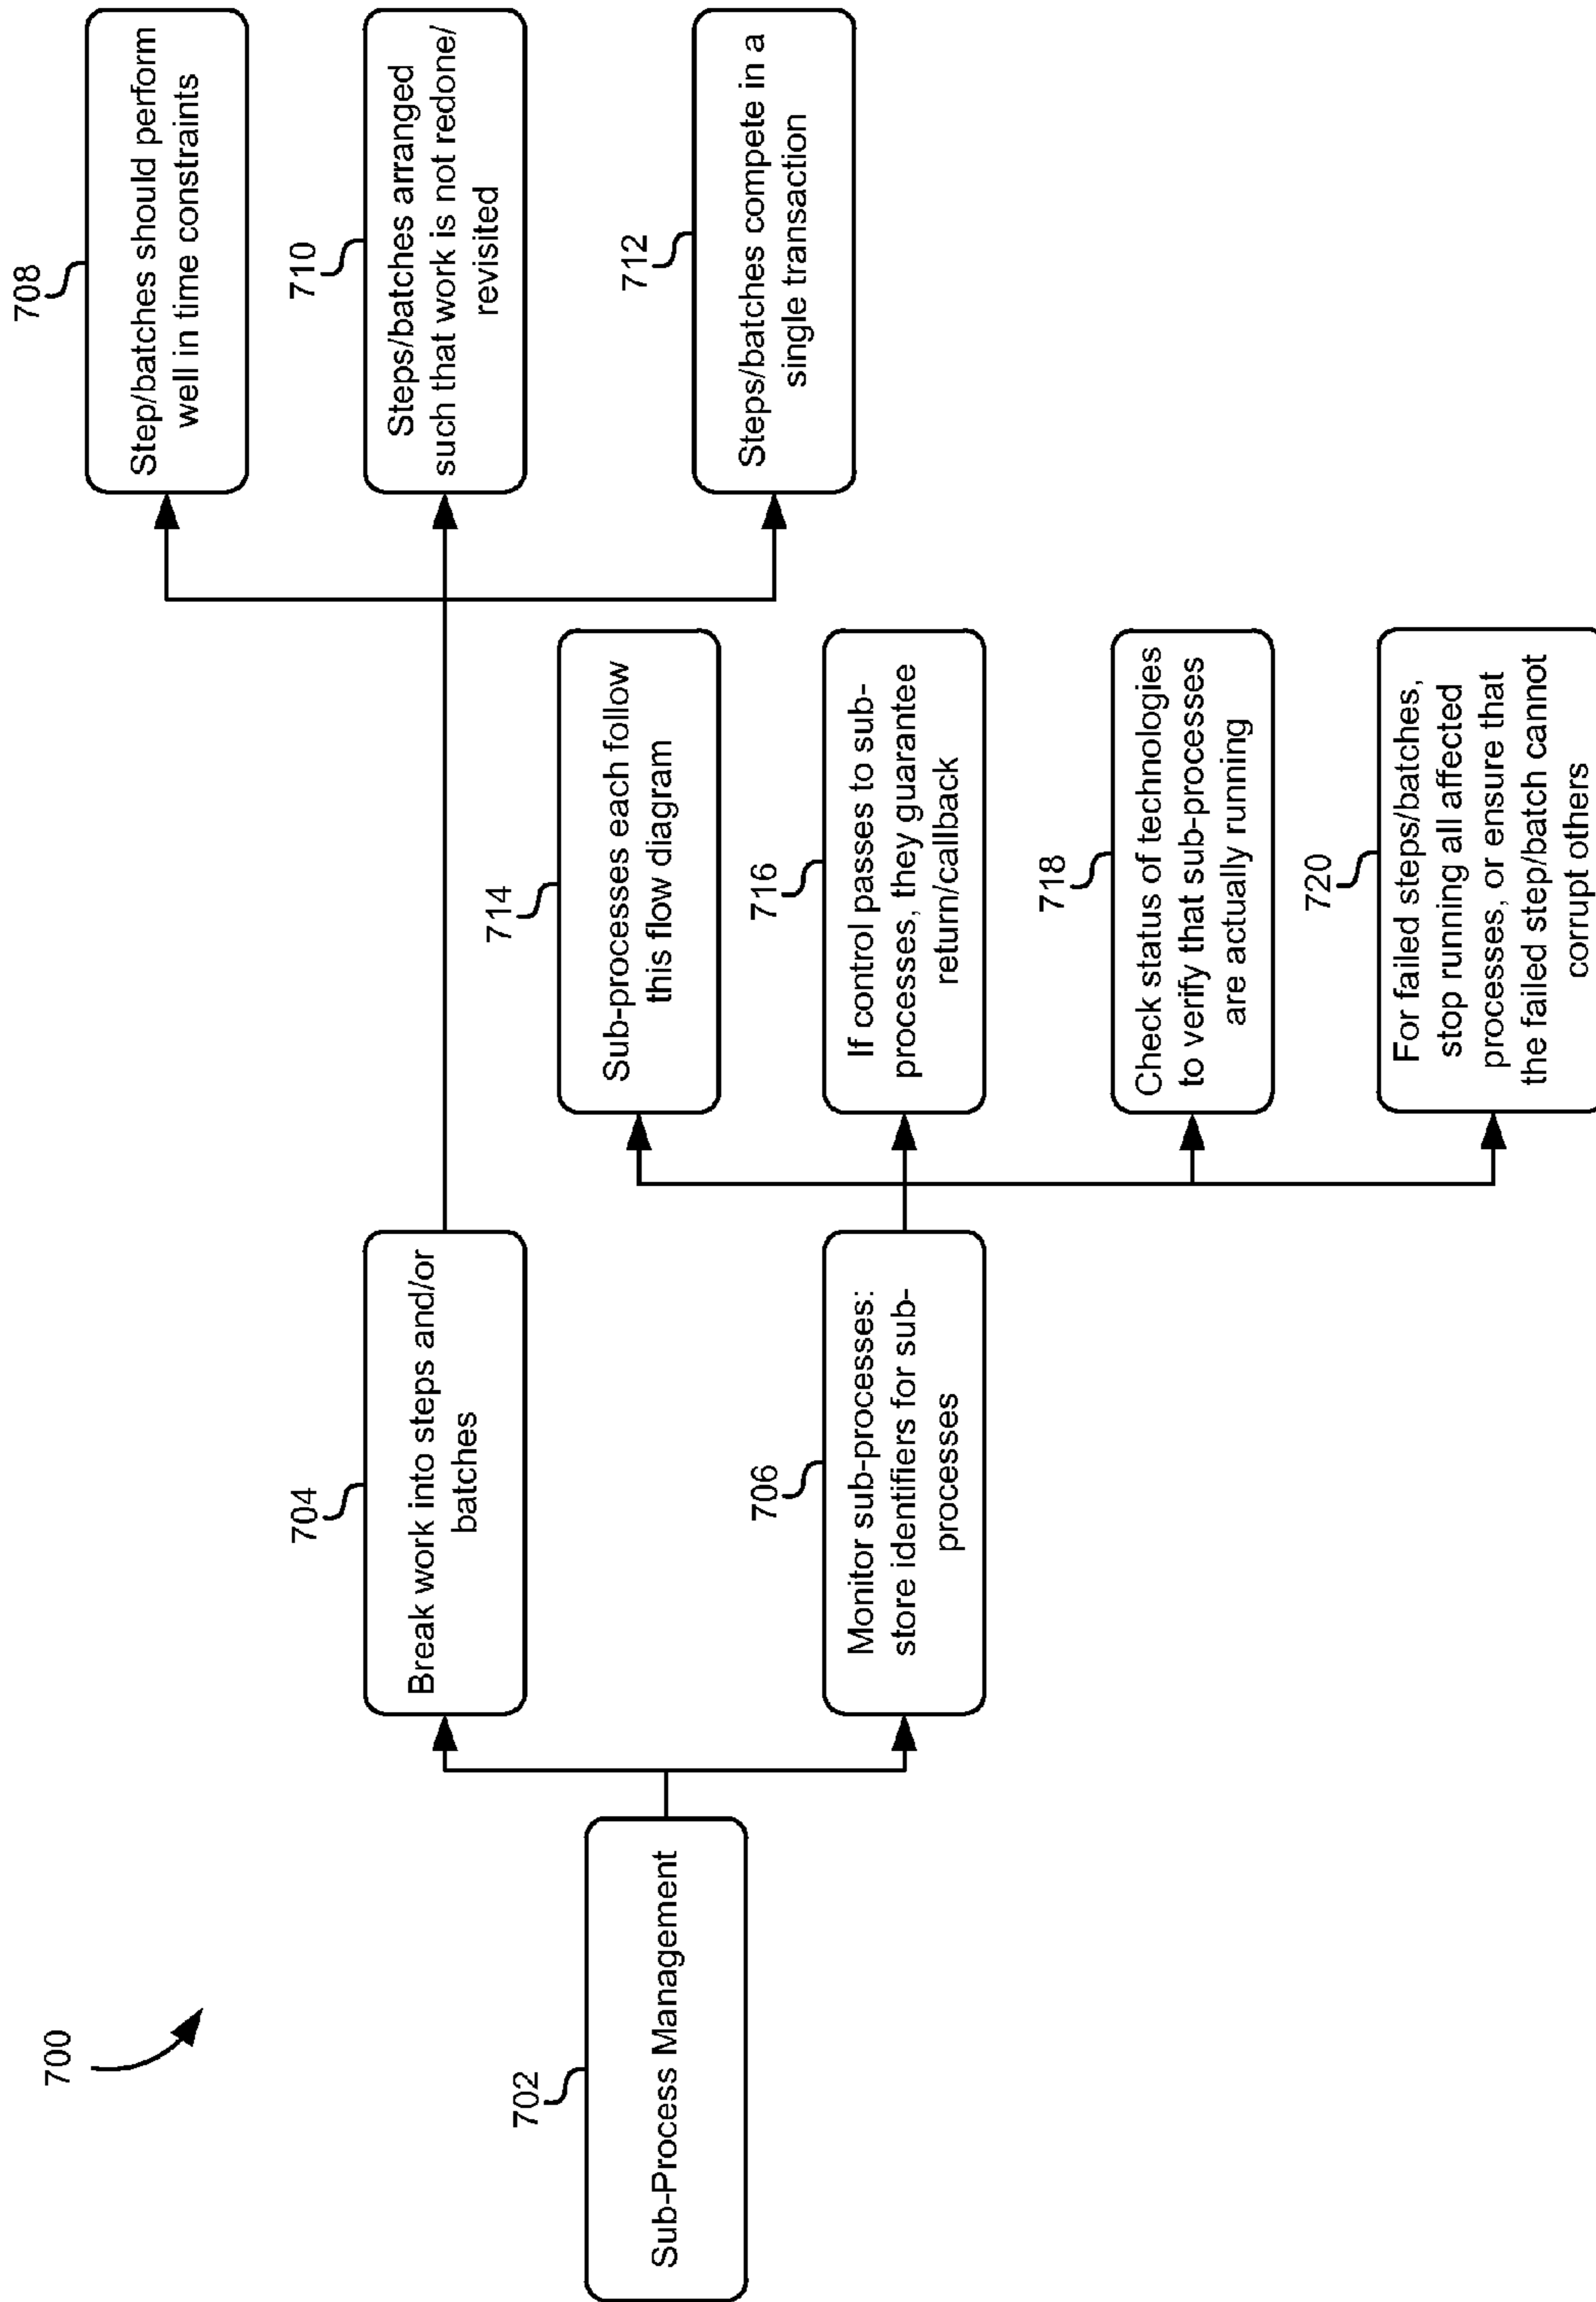 700
702
Sub-Process Management
704
Break work into steps and/or
batches
706
Monitor sub-processes:
store identifiers for sub-
processes
708
Step/batches should perform
well in time constraints
710
Steps/batches arranged
such that work is not redone/
revisited
712
Steps/batches compete in a
single transaction
714
Sub-processes each follow
this flow diagram
716
If control passes to sub-
processes, they guarantee
return/callback
718
Check status of technologies
to verify that sub-processes
are actually running
720
For failed steps/batches,
stop running all affected
processes, or ensure that
the failed step/batch cannot
corrupt others